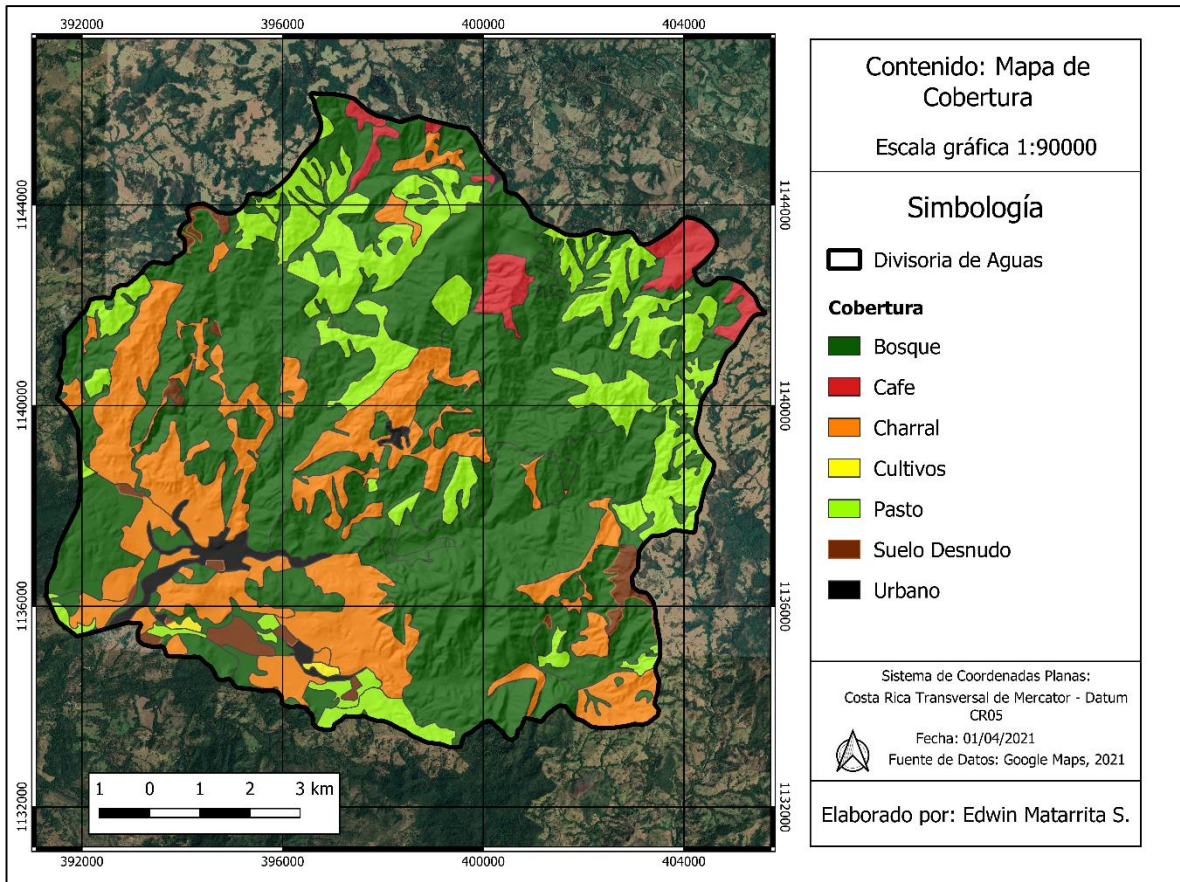 392000 396000 400000 404000
1144000 1144000
1140000 1140000
1136000 1136000
1132000 1132000
1 0 1 2 3 km
392000 396000 400000 404000
Contenido: Mapa de
Cobertura
Escala gráfica 1:90000
Simbología
Divisoria de Aguas
Cobertura
Bosque
Cafe
Charral
Cultivos
Pasto
Suelo Desnudo
Urbano
Sistema de Coordenadas Planas:
Costa Rica Transversal de Mercator - Datum
CR05
Fecha: 01/04/2021
Fuente de Datos: Google Maps, 2021
Elaborado por: Edwin Matarrita S.